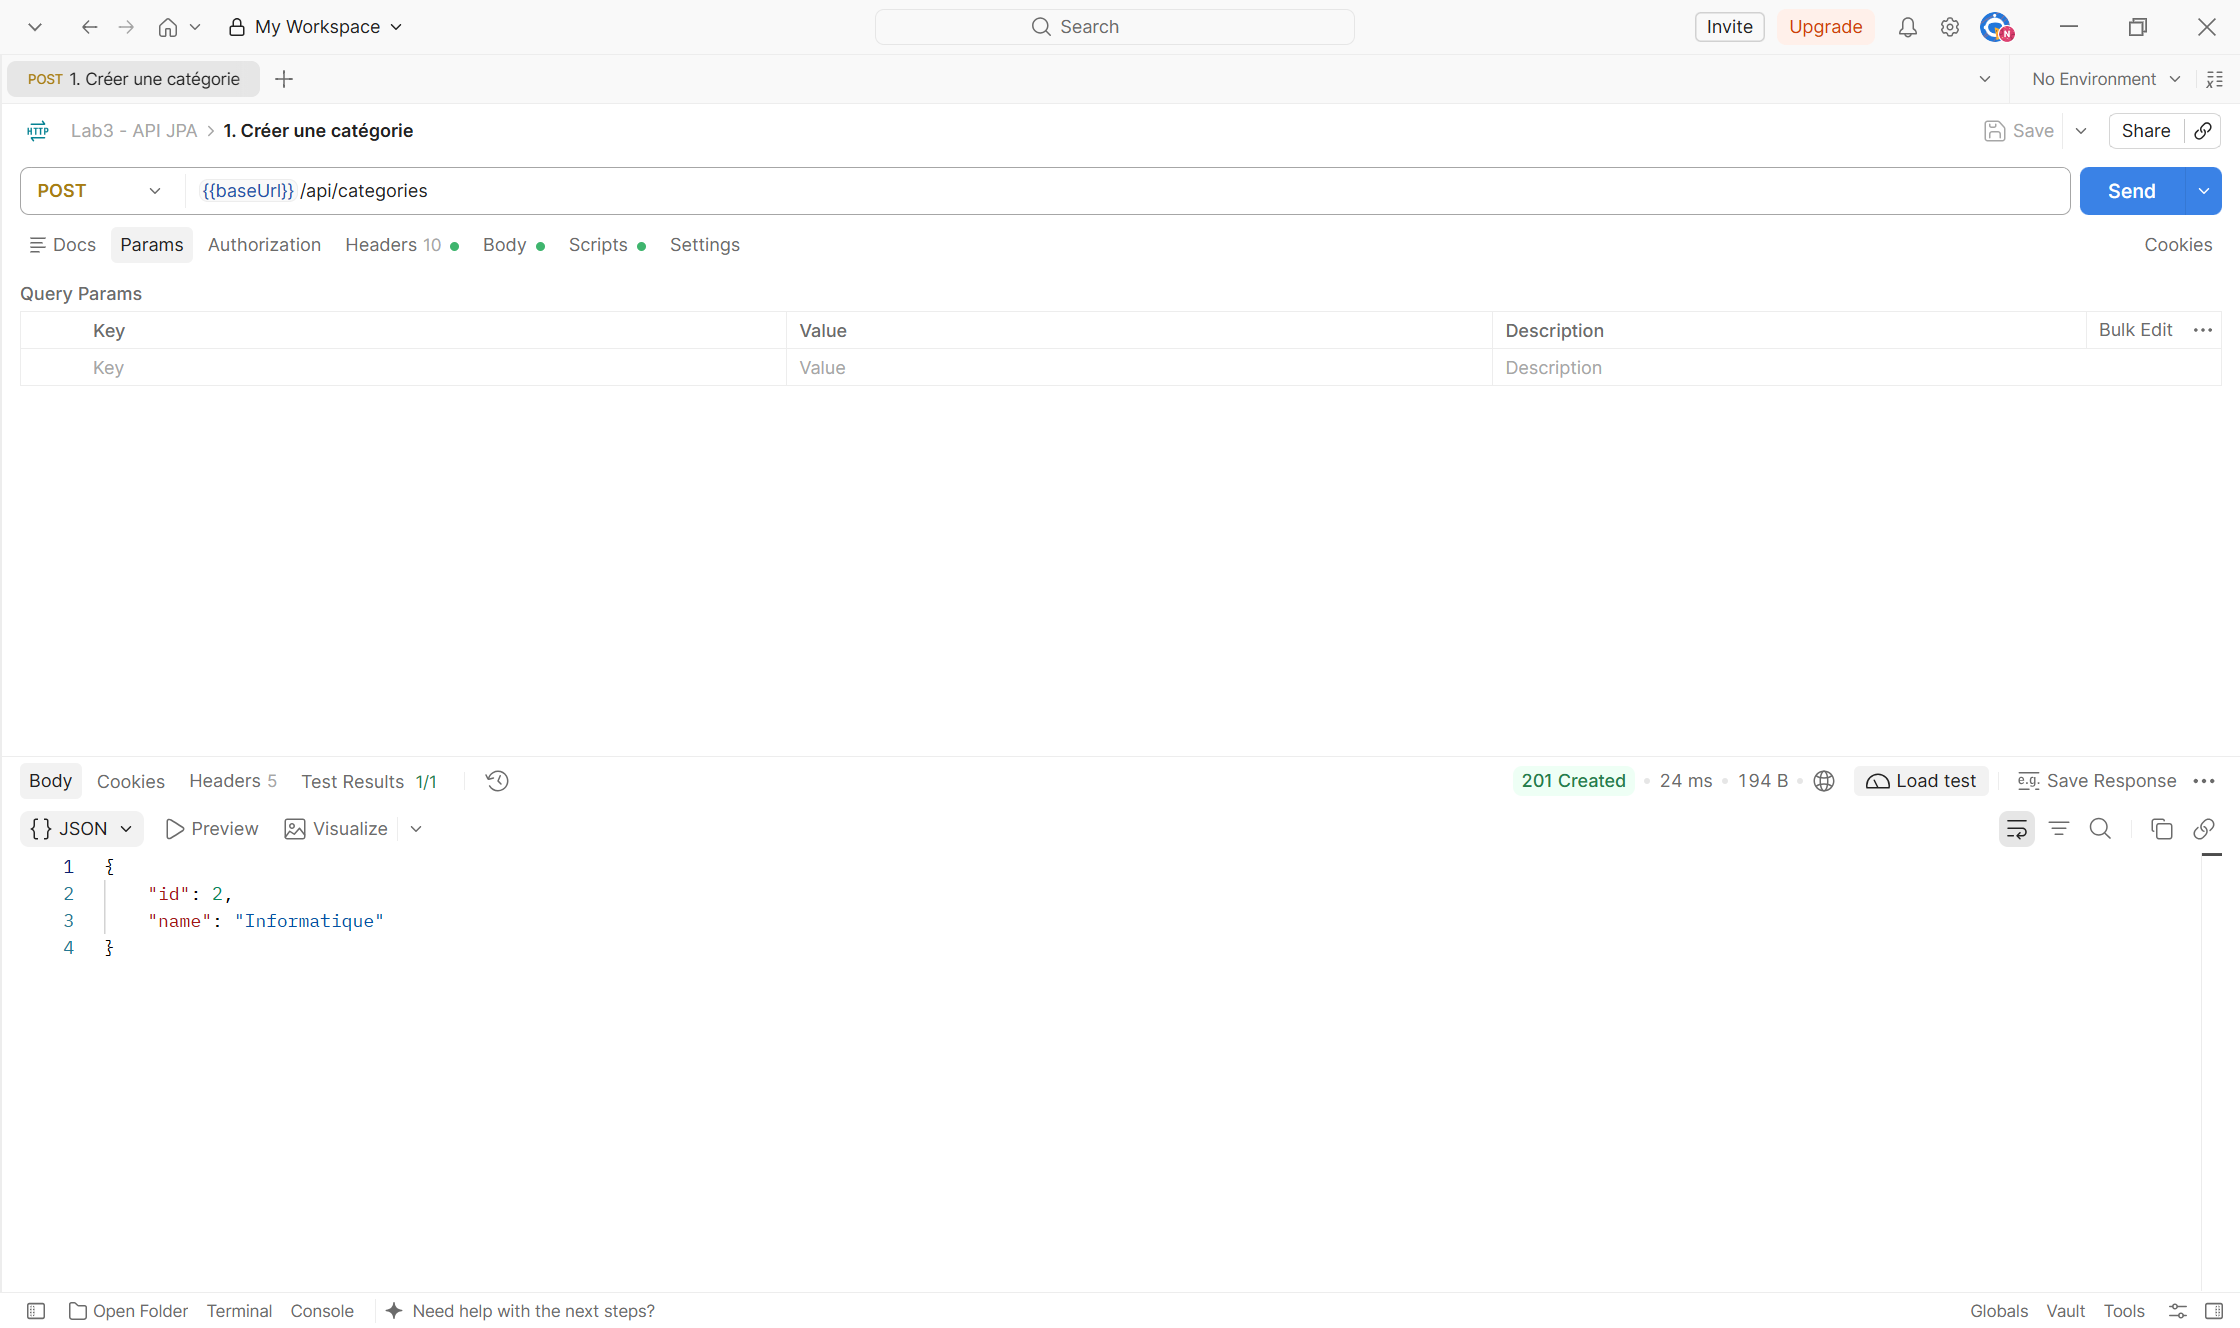 My Workspace Search Invite Upgrade N
POST 1. Créer une catégorie No Environment
HTTP Lab3 - API JPA > 1. Créer une catégorie Save Share
POST {{baseUrl}} /api/categories Send
Docs Params Authorization Headers 10 Body Scripts Settings Cookies
Query Params
Key Value Description Bulk Edit
Key Value Description
Body Cookies Headers 5 Test Results 1/1 201 Created • 24 ms • 194 B • Load test e.g. Save Response
{} JSON Preview Visualize
1 {
2 "id": 2,
3 "name": "Informatique"
4 }
Open Folder Terminal Console Need help with the next steps? Globals Vault Tools